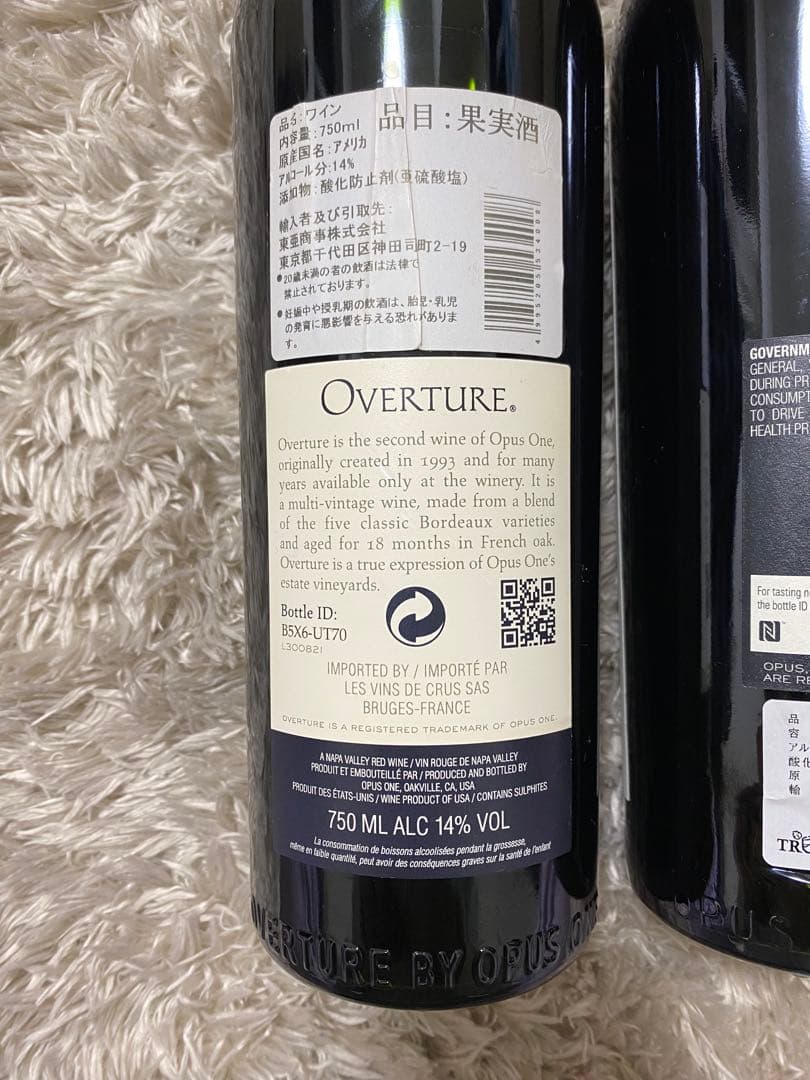 品名:ワイン
品目:果実酒
内容量:750ml
原産国名:アメリカ
アルコール分:14%
添加物:酸化防止剤(亜硫酸塩)
輸入者及び引取先:
東亜商事株式会社
東京都千代田区神田司町2-19
●20歳未満の者の飲酒は法律で
禁止されております。
●妊娠中や授乳期の飲酒は、胎児・乳児
の発育に悪影響を与える恐れがありま
す。
4995205534000
OVERTURE®
Overture is the second wine of Opus One,
originally created in 1993 and for many
years available only at the winery. It is
a multi-vintage wine, made from a blend
of the five classic Bordeaux varieties
and aged for 18 months in French oak.
Overture is a true expression of Opus One's
estate vineyards.
Bottle ID:
B5X6-UT70
L300821
IMPORTED BY / IMPORTÉ PAR
LES VINS DE CRUS SAS
BRUGES-FRANCE
OVERTURE IS A REGISTERED TRADEMARK OF OPUS ONE.
A NAPA VALLEY RED WINE / VIN ROUGE DE NAPA VALLEY
PRODUIT ET EMBOUTEILLÉ PAR / PRODUCED AND BOTTLED BY
OPUS ONE, OAKVILLE, CA, USA
PRODUIT DES ÉTATS-UNIS / WINE PRODUCT OF USA / CONTAINS SULPHITES
750 ML ALC 14% VOL
La consommation de boissons alcoolisées pendant la grossesse,
même en faible quantité, peut avoir des conséquences graves sur la santé de l'enfant
OVERTURE BY OPUS ONE
GOVERNM
GENERAL,
DURING PR
CONSUMPT
TO DRIVE
HEALTH PR
For tasting n
the bottle ID
N™
OPUS,
ARE RE
品
容
アル
酸化
原
輸
TRÉ
OPUS